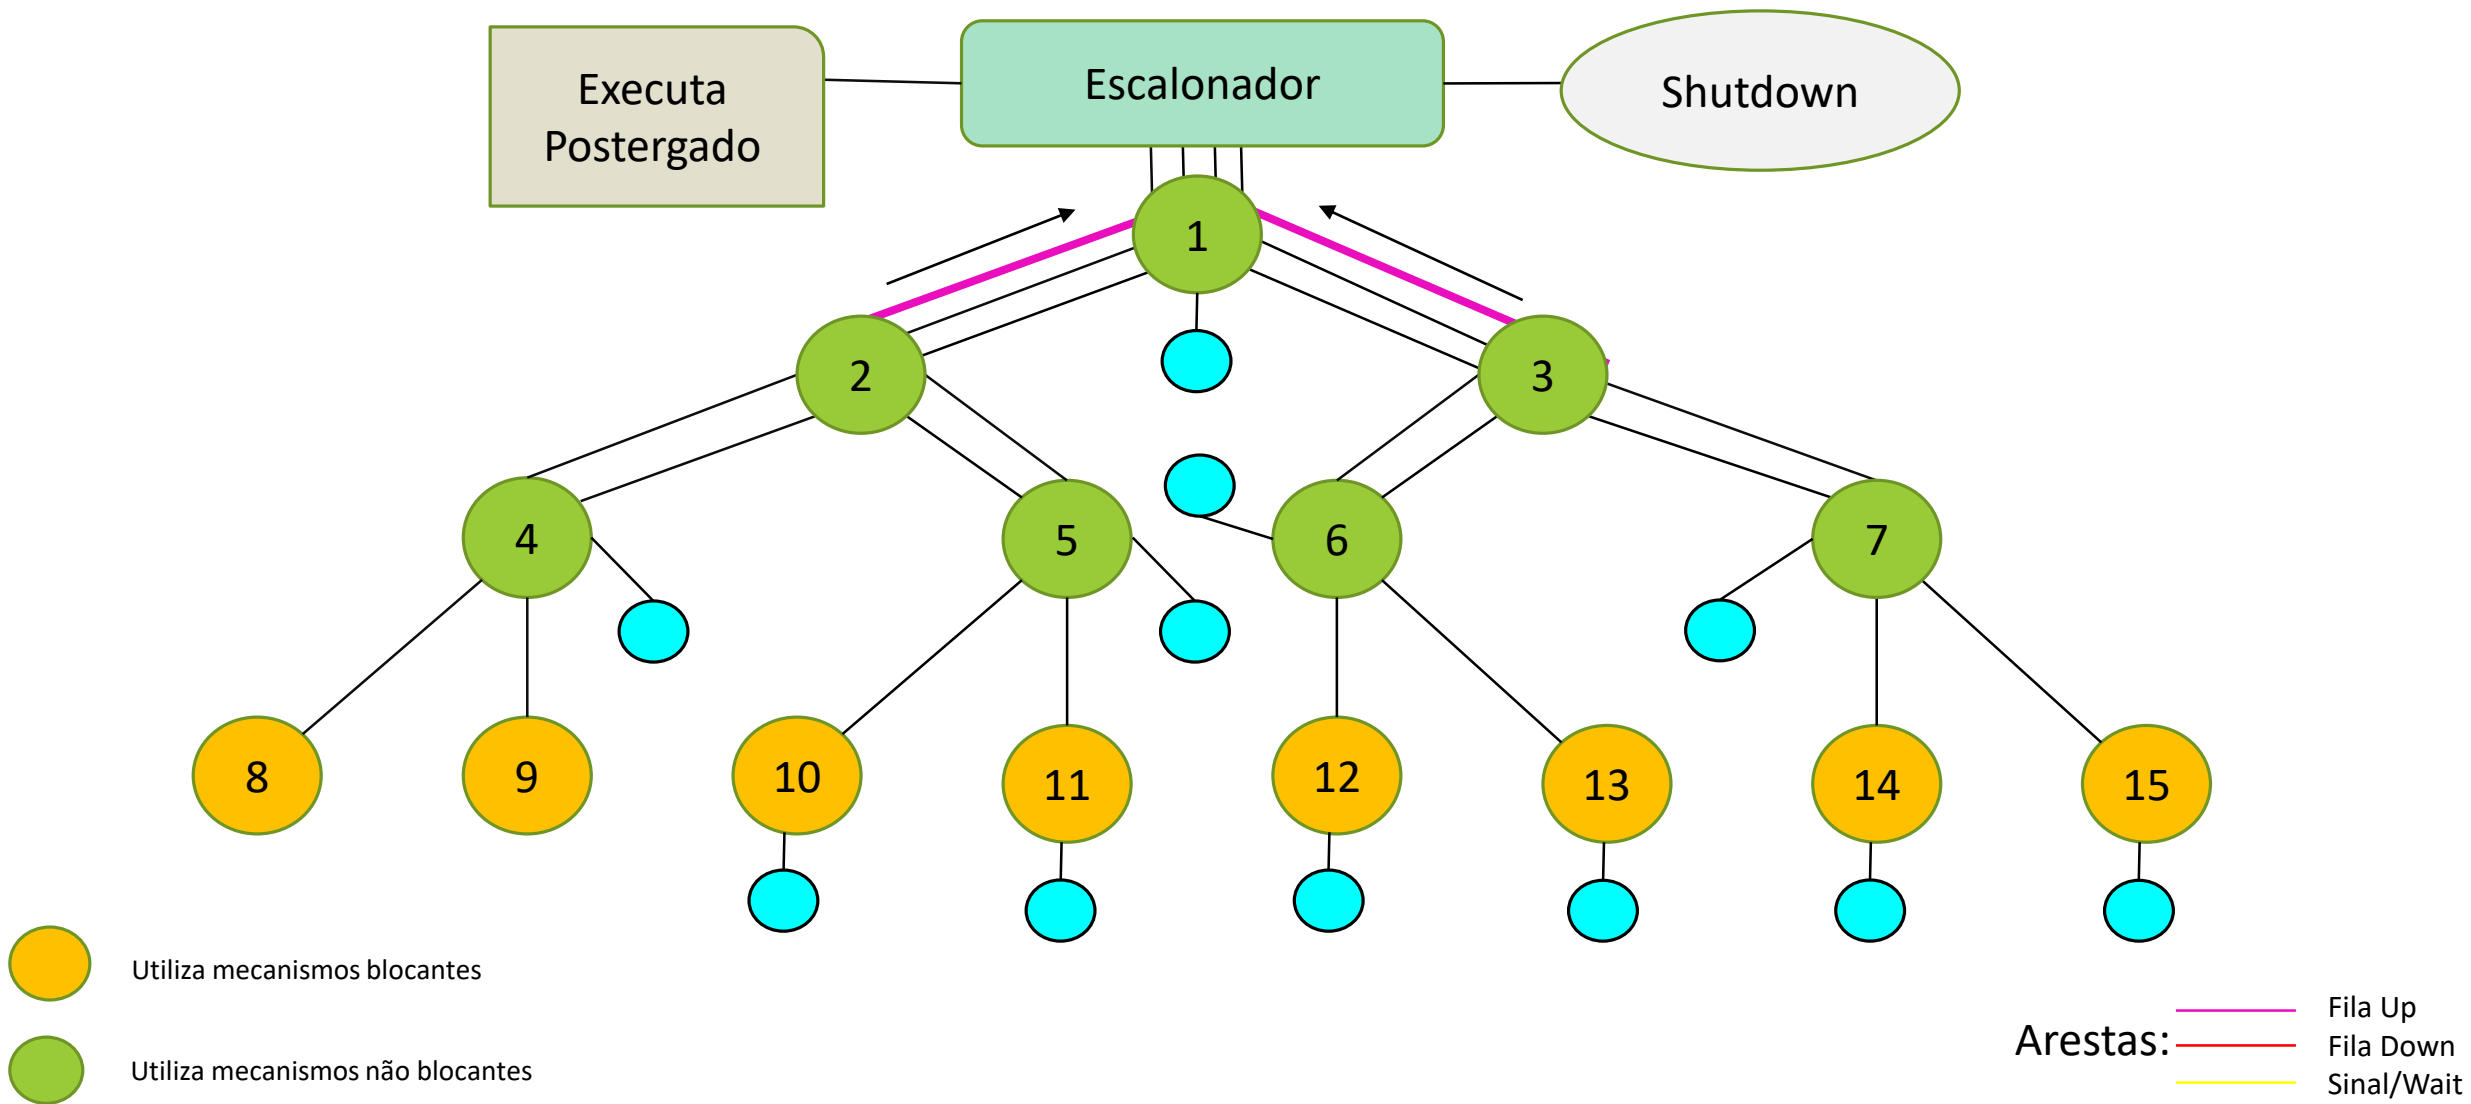 Executa
Postergado
Escalonador
Shutdown
1
2
3
4
5
6
7
8
9
10
11
12
13
14
15
Utiliza mecanismos blocantes
Utiliza mecanismos não blocantes
Arestas:
Fila Up
Fila Down
Sinal/Wait